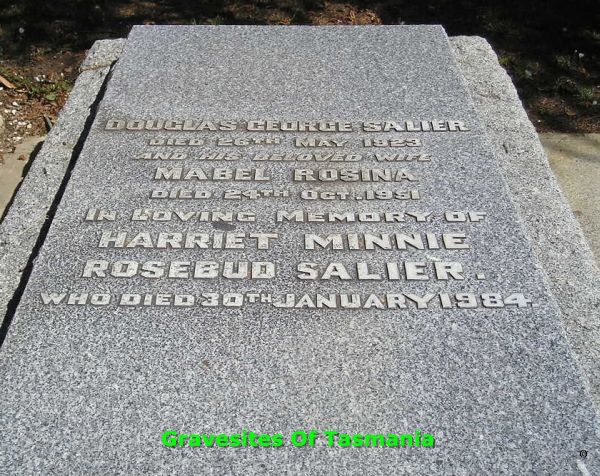 DOUGLAS GEORGE SALIER
DIED 26TH MAY 1923
AND HIS BELOVED WIFE
MABEL ROSINA
DIED 24TH OCT. 1951
IN LOVING MEMORY OF
HARRIET MINNIE
ROSEBUD SALIER.
WHO DIED 30TH JANUARY 1984.
Gravesites Of Tasmania
©